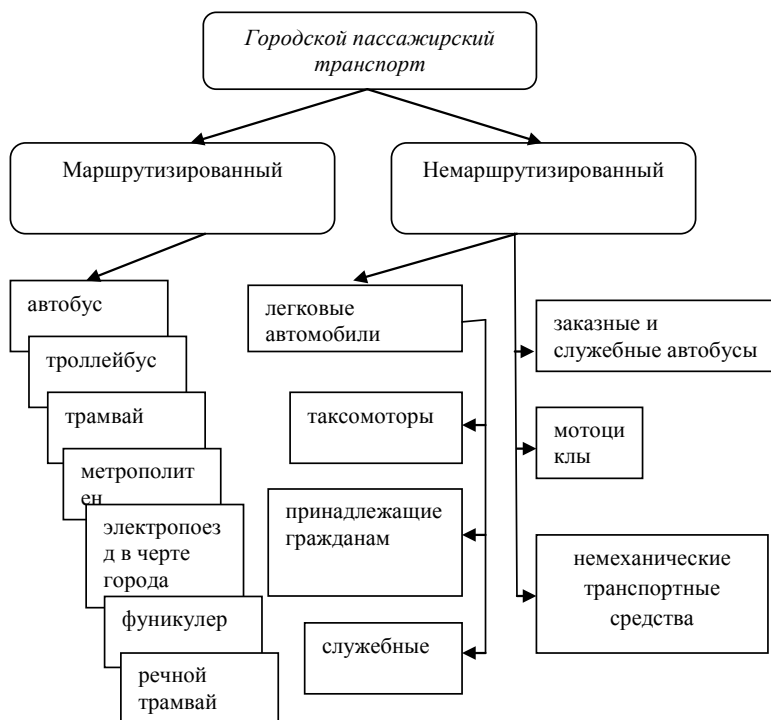 Городской пассажирский
транспорт
Маршрутизированный
Немаршрутизированный
автобус
троллейбус
трамвай
метрополит
ен
электропоез
д в черте
города
фуникулер
речной
трамвай
легковые
автомобили
таксомоторы
принадлежащие
гражданам
служебные
заказные и
служебные автобусы
мотоци
клы
немеханические
транспортные
средства